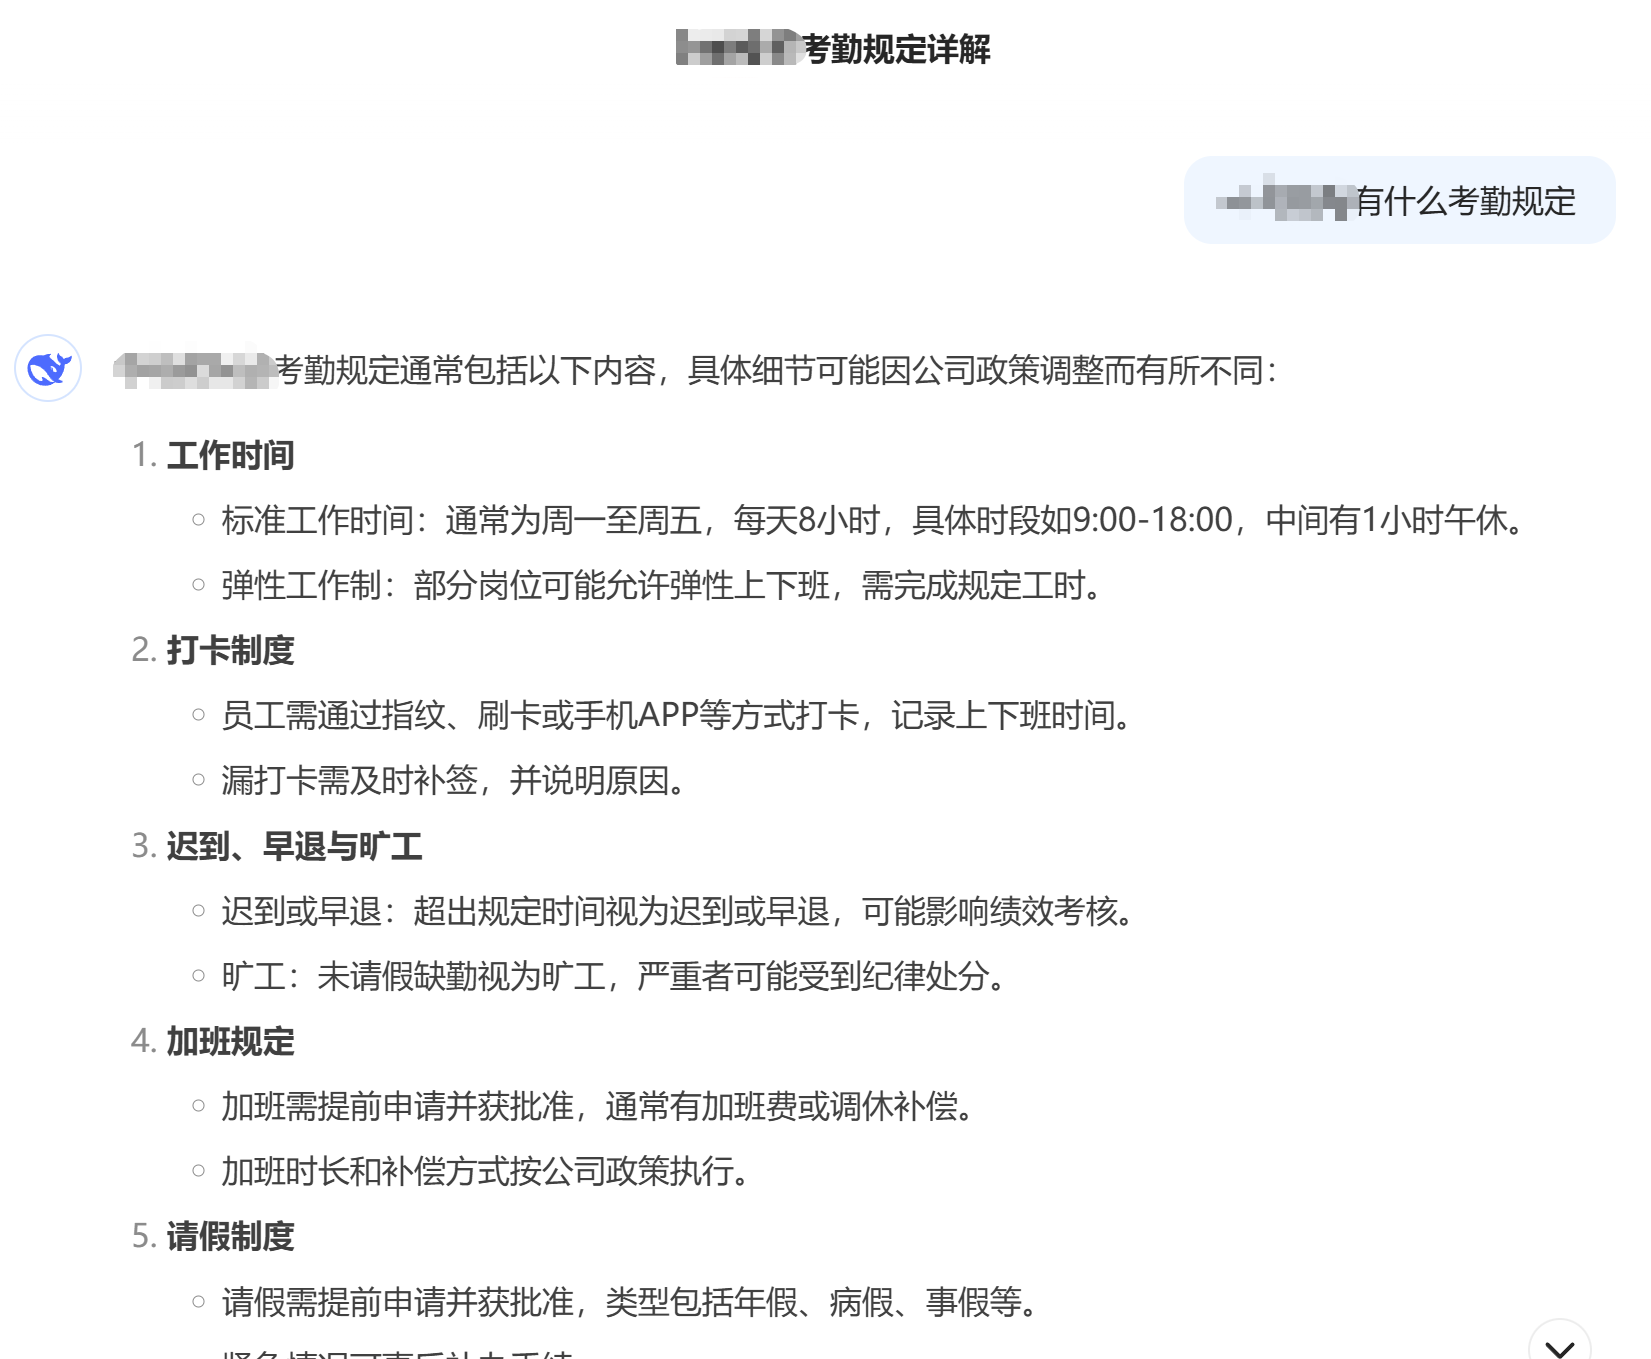 考勤规定详解
有什么考勤规定
考勤规定通常包括以下内容，具体细节可能因公司政策调整而有所不同：
1. 工作时间
标准工作时间：通常为周一至周五，每天8小时，具体时段如9:00-18:00，中间有1小时午休。
弹性工作制：部分岗位可能允许弹性上下班，需完成规定工时。
2. 打卡制度
员工需通过指纹、刷卡或手机APP等方式打卡，记录上下班时间。
漏打卡需及时补签，并说明原因。
3. 迟到、早退与旷工
迟到或早退：超出规定时间视为迟到或早退，可能影响绩效考核。
旷工：未请假缺勤视为旷工，严重者可能受到纪律处分。
4. 加班规定
加班需提前申请并获批准，通常有加班费或调休补偿。
加班时长和补偿方式按公司政策执行。
5. 请假制度
请假需提前申请并获批准，类型包括年假、病假、事假等。